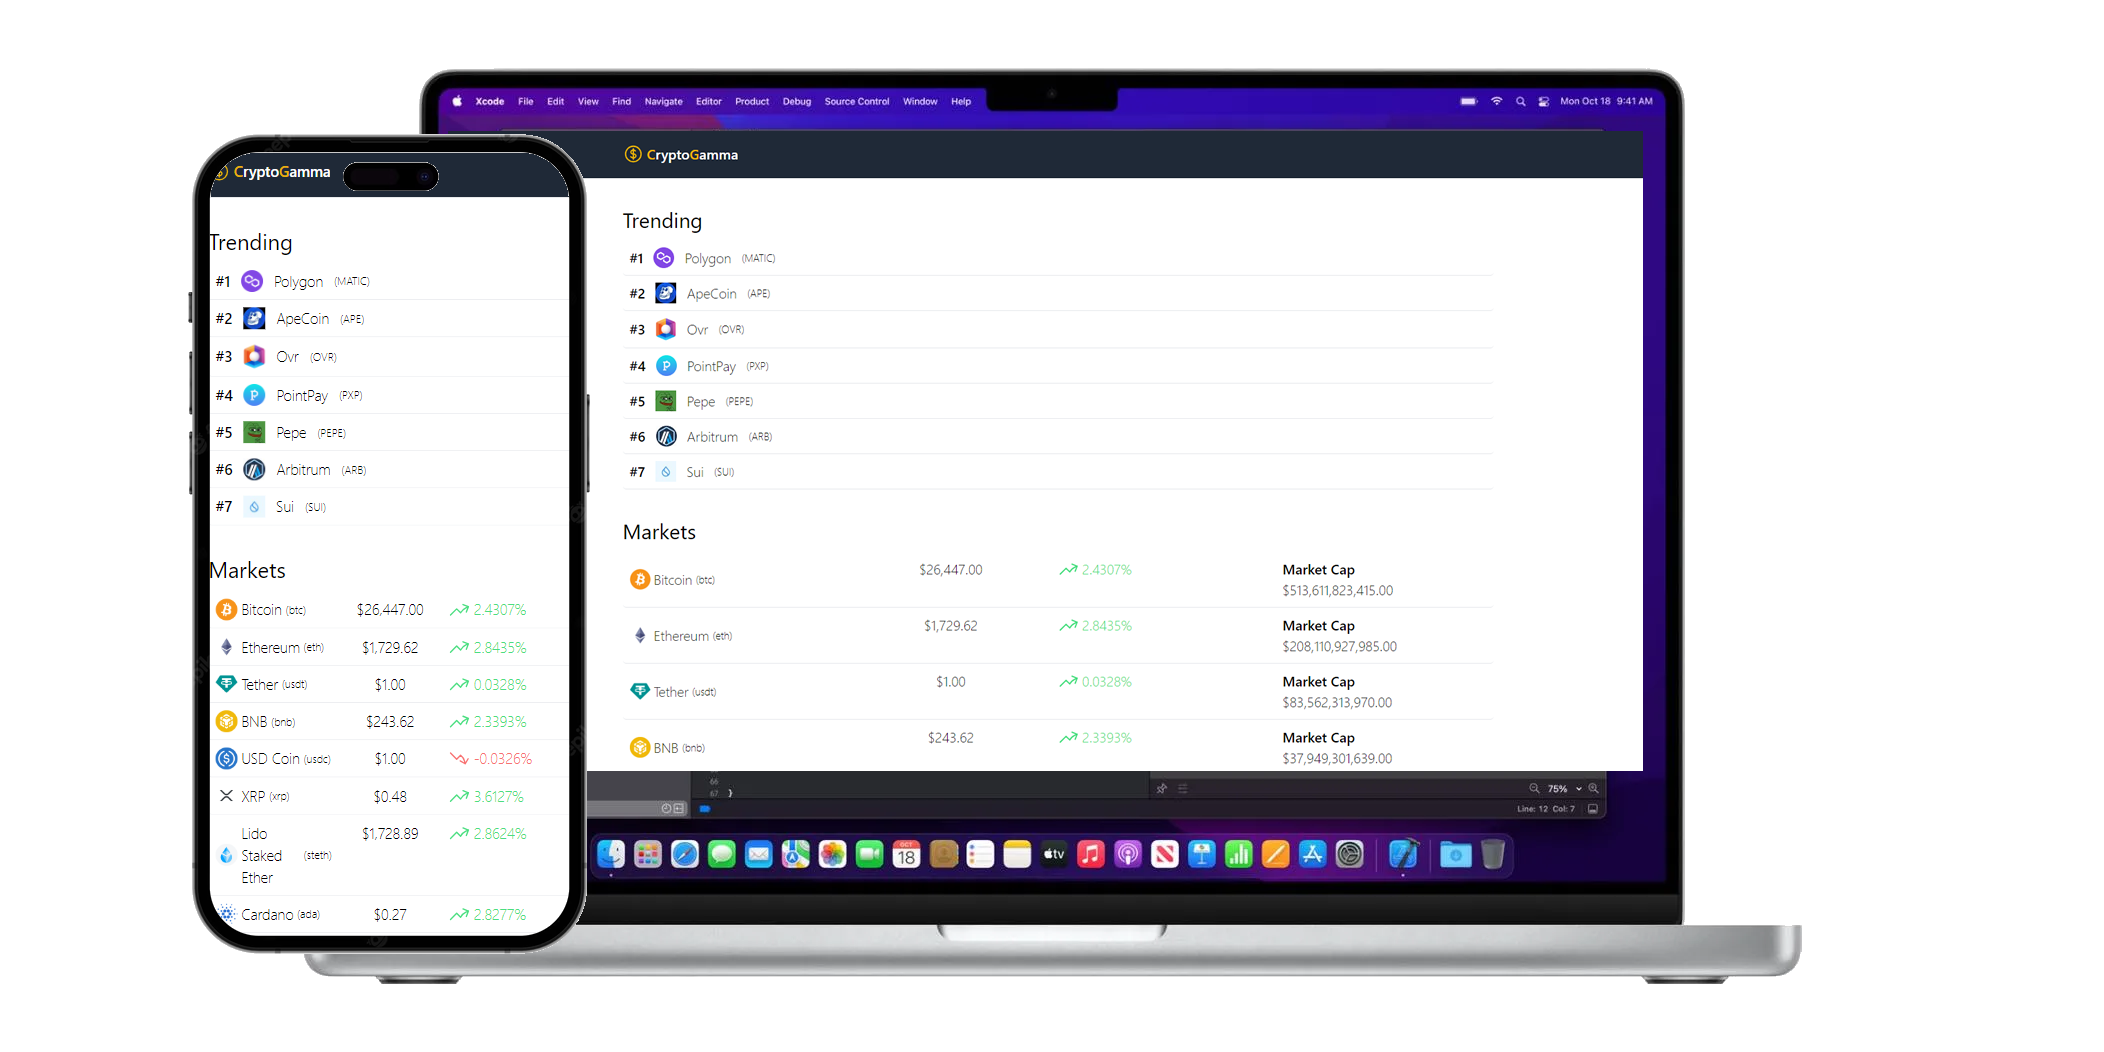 Xcode File Edit View Find Navigate Editor Product Debug Source Control Window Help
Mon Oct 18 9:41 AM
CryptoGamma
Trending
#1 Polygon (MATIC)
#2 ApeCoin (APE)
#3 Ovr (OVR)
#4 PointPay (PXP)
#5 Pepe (PEPE)
#6 Arbitrum (ARB)
#7 Sui (SUI)
Markets
Bitcoin (btc) $26,447.00 2.4307% Market Cap
$513,611,823,415.00
Ethereum (eth) $1,729.62 2.8435% Market Cap
$208,110,927,985.00
Tether (usdt) $1.00 0.0328% Market Cap
$83,562,313,970.00
BNB (bnb) $243.62 2.3393% Market Cap
$37,949,301,639.00
66
67 }
75%
Line: 12 Col: 7
OCT
18
tv
CryptoGamma
Trending
#1 Polygon (MATIC)
#2 ApeCoin (APE)
#3 Ovr (OVR)
#4 PointPay (PXP)
#5 Pepe (PEPE)
#6 Arbitrum (ARB)
#7 Sui (SUI)
Markets
Bitcoin (btc) $26,447.00 2.4307%
Ethereum (eth) $1,729.62 2.8435%
Tether (usdt) $1.00 0.0328%
BNB (bnb) $243.62 2.3393%
USD Coin (usdc) $1.00 -0.0326%
XRP (xrp) $0.48 3.6127%
Lido $1,728.89 2.8624%
Staked (steth)
Ether
Cardano (ada) $0.27 2.8277%